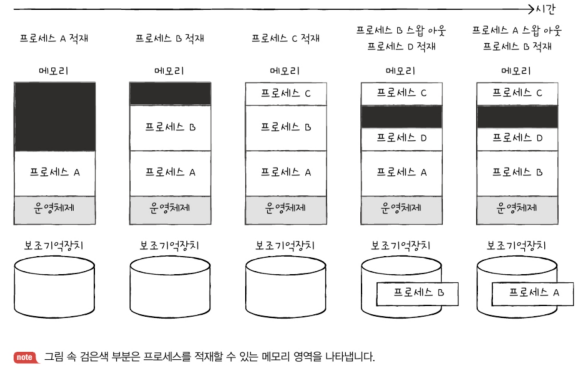 시간
프로세스 A 적재
프로세스 B 적재
프로세스 C 적재
프로세스 B 스왑 아웃
프로세스 D 적재
프로세스 A 스왑 아웃
프로세스 B 적재
메모리
메모리
메모리
메모리
메모리
프로세스 A
운영체제
프로세스 B
프로세스 A
운영체제
프로세스 C
프로세스 B
프로세스 A
운영체제
프로세스 C
프로세스 D
프로세스 A
운영체제
프로세스 C
프로세스 D
프로세스 B
운영체제
보조기억장치
보조기억장치
보조기억장치
보조기억장치
보조기억장치
프로세스 B
프로세스 A
note 그림 속 검은색 부분은 프로세스를 적재할 수 있는 메모리 영역을 나타냅니다.